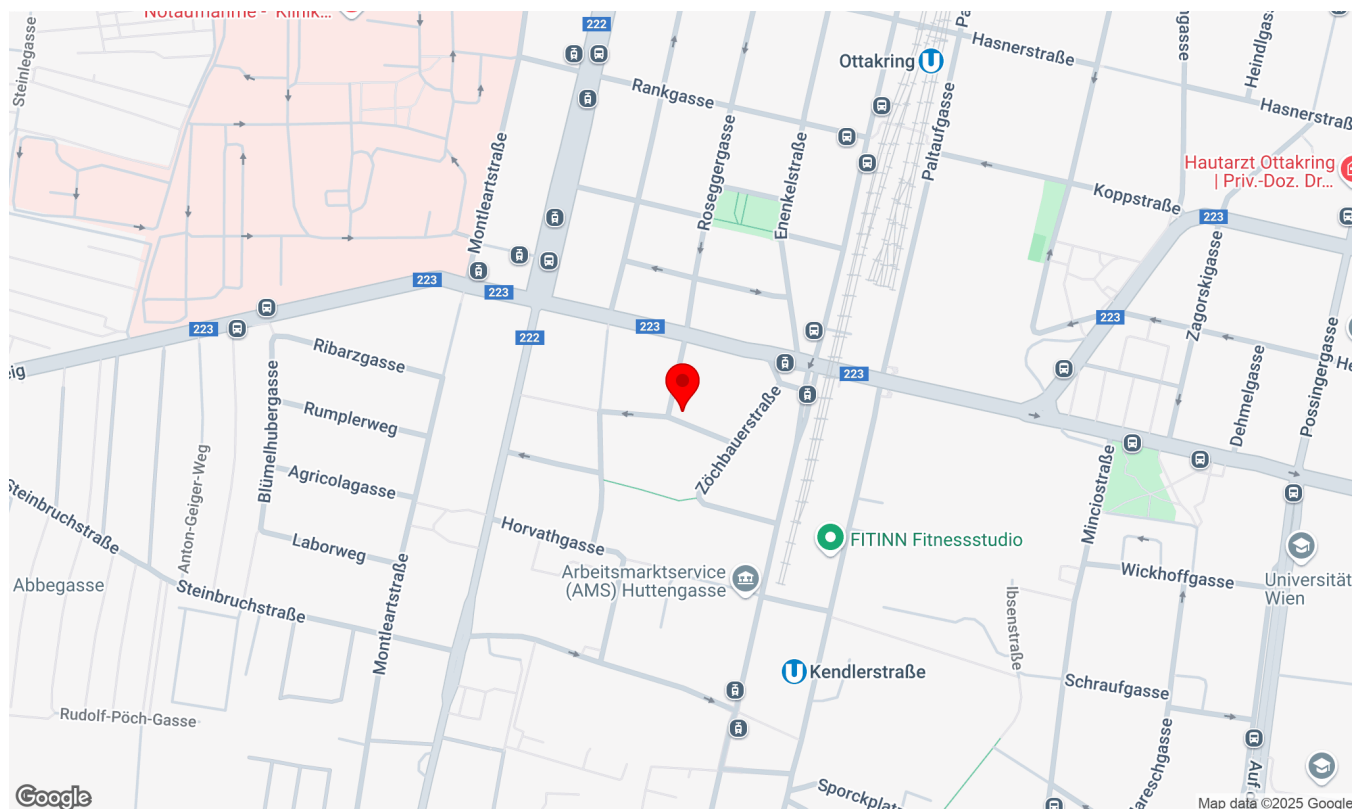 Notaufnahme - Klinik...
222
Ottakring
Hasnerstraße
Heindlgasse
Steinlegasse
Rankgasse
Hasnerstraße
Montleartstraße
Roseggergasse
Enenkelstraße
Paltaufgasse
Hautarzt Ottakring
| Priv.-Doz. Dr...
Koppstraße
223
223
223
223
223
222
223
223
Zagorskigasse
Possingergasse
Dehmelgasse
Ribarzgasse
Rumplerweg
Agricolagasse
Laborweg
Blümelhubergasse
Anton-Geiger-Weg
Steinbruchstraße
Steinbruchstraße
Abbegasse
Montleartstraße
Rudolf-Pöch-Gasse
Zöchbauerstraße
Horvathgasse
Arbeitsmarktservice
(AMS) Huttengasse
FITINN Fitnessstudio
Kendlerstraße
Minciostraße
Wickhoffgasse
Universität
Wien
Ibsenstraße
Schraufgasse
Sporckplatz
Google
Map data ©2025 Google